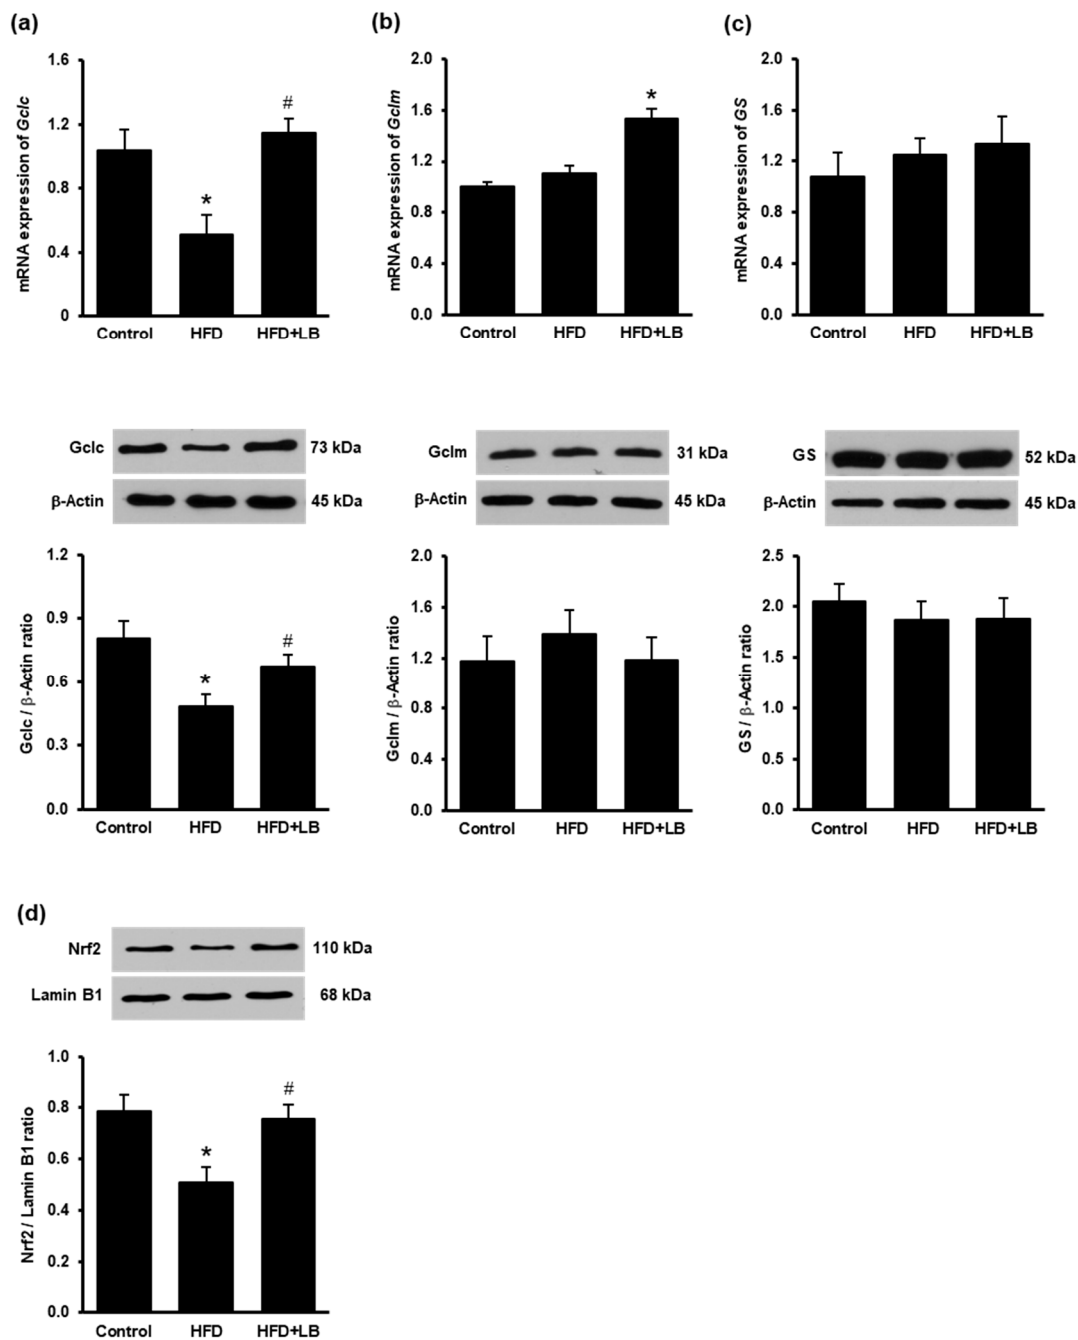 (a)
mRNA expression of Gclc
1.6
1.2
0.8
0.4
0
*
#
Control HFD HFD+LB
(b)
mRNA expression of Gclm
2.0
1.6
1.2
0.8
0.4
0.0
*
Control HFD HFD+LB
(c)
mRNA expression of GS
2.0
1.6
1.2
0.8
0.4
0.0
Control HFD HFD+LB
Gclc 73 kDa
β-Actin 45 kDa
Gclc / β-Actin ratio
1.2
0.9
0.6
0.3
0.0
*
#
Control HFD HFD+LB
Gclm 31 kDa
β-Actin 45 kDa
Gclm / β-Actin ratio
2.0
1.6
1.2
0.8
0.4
0.0
Control HFD HFD+LB
GS 52 kDa
β-Actin 45 kDa
GS / β-Actin ratio
2.5
2.0
1.5
1.0
0.5
0.0
Control HFD HFD+LB
(d)
Nrf2 110 kDa
Lamin B1 68 kDa
Nrf2 / Lamin B1 ratio
1.0
0.8
0.6
0.4
0.2
0.0
*
#
Control HFD HFD+LB